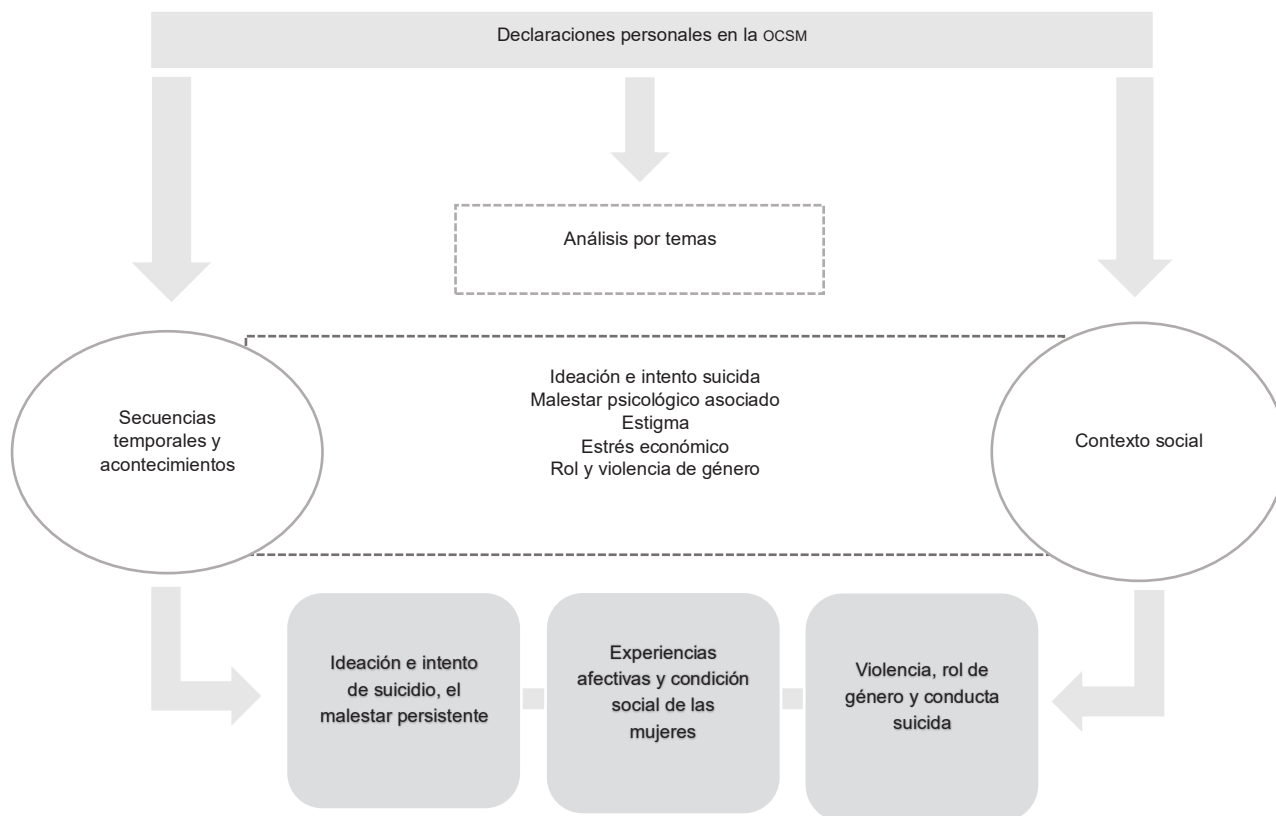 Declaraciones personales en la OCSM
Análisis por temas
Secuencias
temporales y
acontecimientos
Ideación e intento suicida
Malestar psicológico asociado
Estigma
Estrés económico
Rol y violencia de género
Contexto social
Ideación e intento
de suicidio, el
malestar persistente
Experiencias
afectivas y condición
social de las
mujeres
Violencia, rol de
género y conducta
suicida